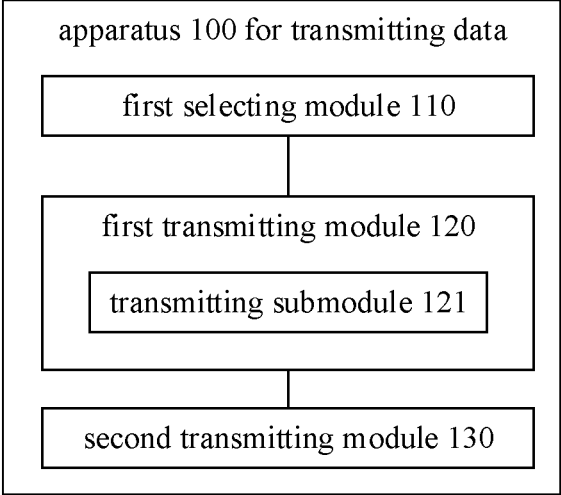 apparatus 100 for transmitting data
first selecting module 110
first transmitting module 120
transmitting submodule 121
second transmitting module 130